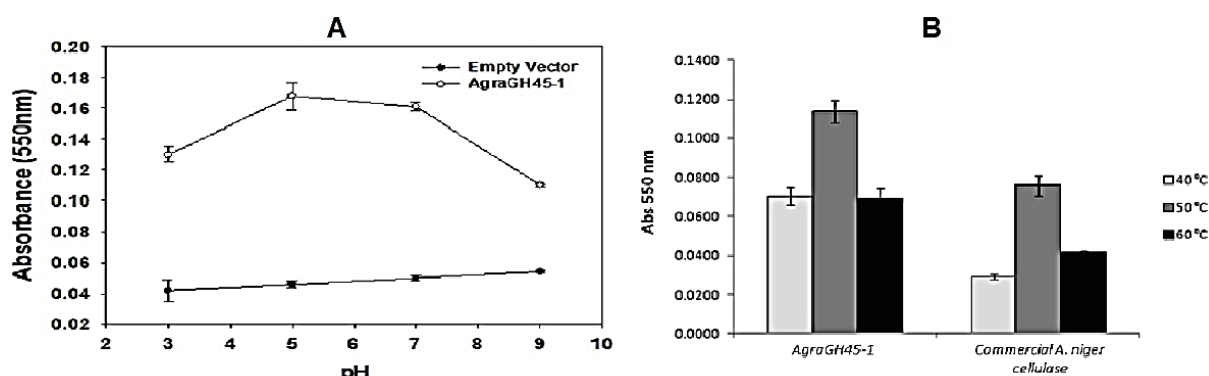 A
0.20
0.18
0.16
0.14
0.12
0.10
0.08
0.06
0.04
0.02
Absorbance (550nm)
Empty Vector
AgraGH45-1
2 3 4 5 6 7 8 9 10
pH
B
0.1400
0.1200
0.1000
0.0800
0.0600
0.0400
0.0200
0.0000
Abs 550 nm
40 °C
50 °C
60 °C
AgraGH45-1
Commercial A. niger
cellulase